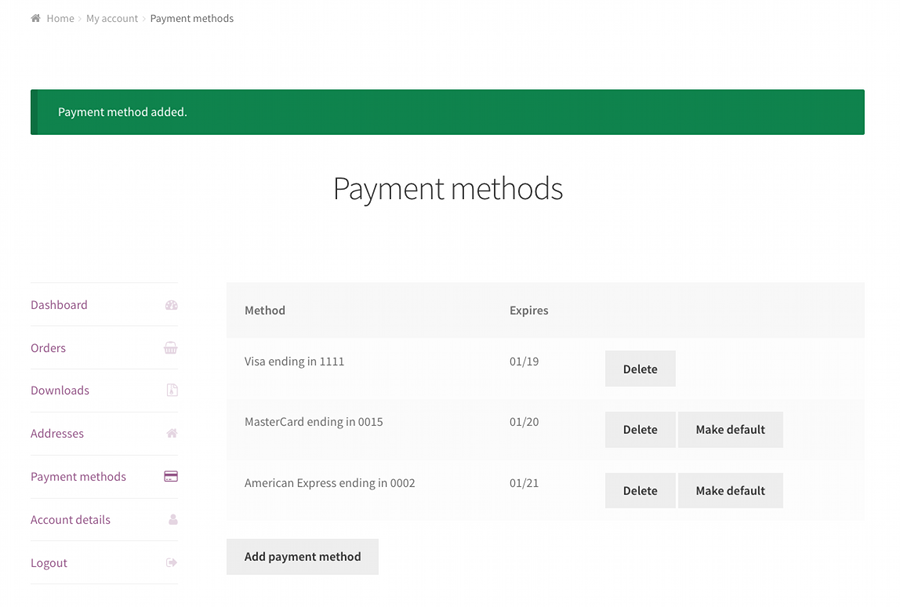 Home > My account > Payment methods
Payment method added.
Payment methods
Dashboard
Orders
Downloads
Addresses
Payment methods
Account details
Logout
Method Expires
Visa ending in 1111 01/19 Delete
MasterCard ending in 0015 01/20 Delete Make default
American Express ending in 0002 01/21 Delete Make default
Add payment method